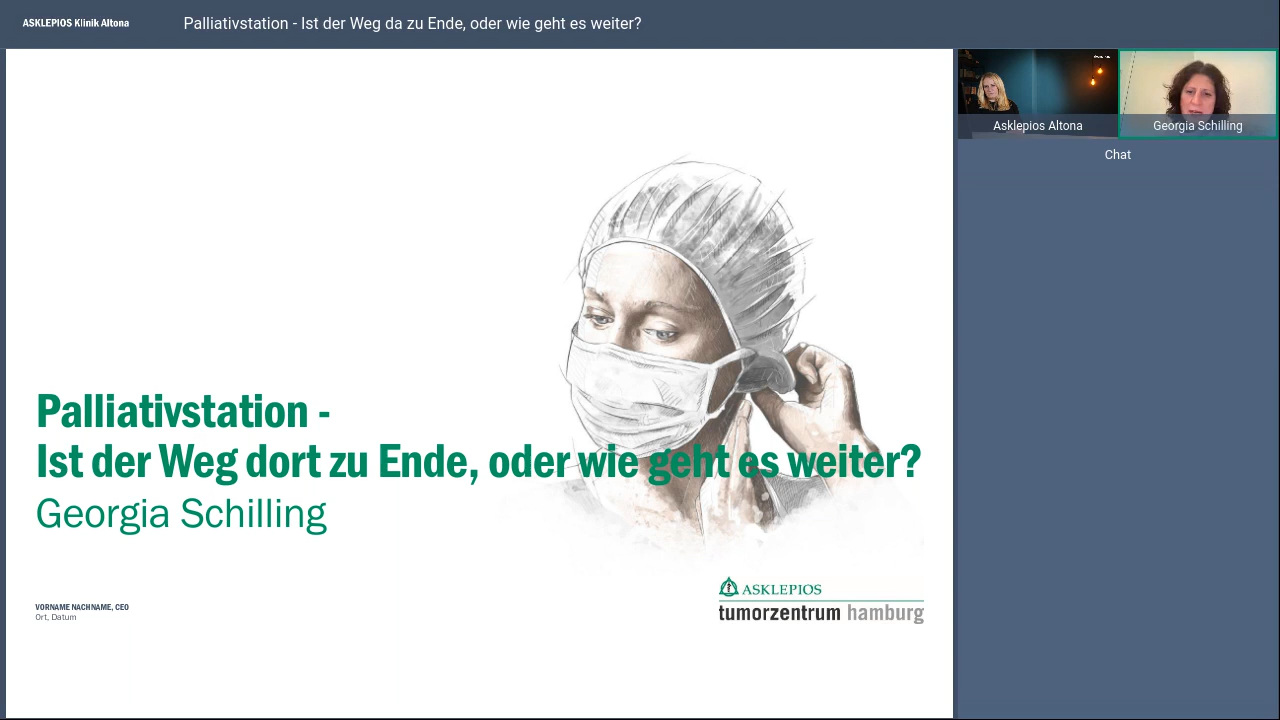 ASKLEPIOS Klinik Altona
Palliativstation - Ist der Weg da zu Ende, oder wie geht es weiter?
Asklepios Altona
Georgia Schilling
Chat
Palliativstation -
Ist der Weg dort zu Ende, oder wie geht es weiter?
Georgia Schilling
VORNAME NACHNAME, CEO
Ort, Datum
ASKLEPIOS
tumorzentrum hamburg